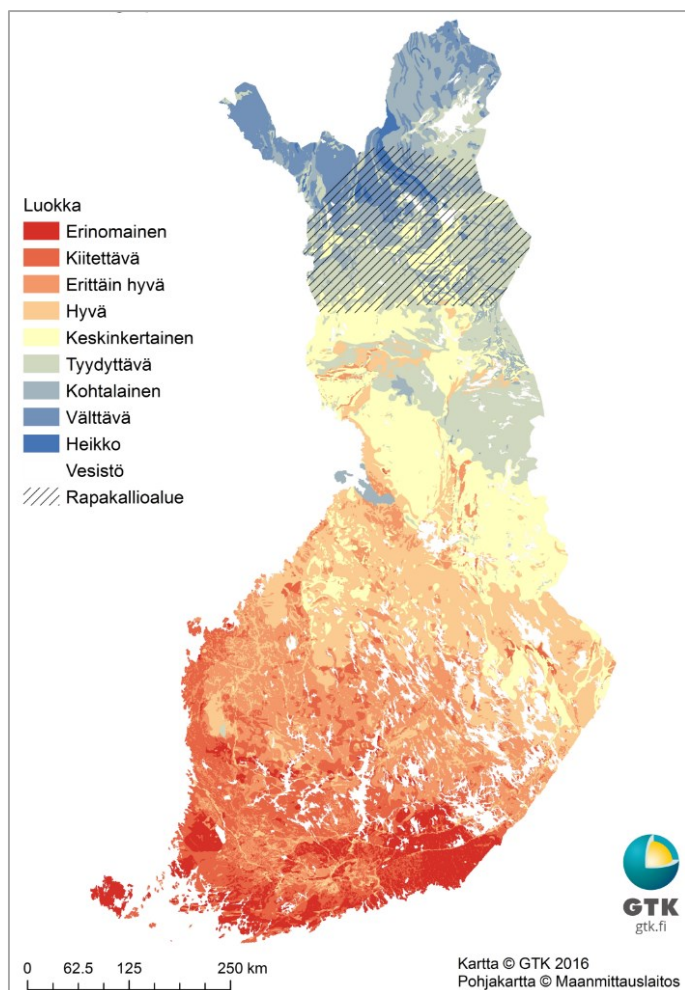 Luokka
Erinomainen
Kiitettävä
Erittäin hyvä
Hyvä
Keskinkertainen
Tyydyttävä
Kohtalainen
Välttävä
Heikko
Vesistö
Rapakallioalue
GTK
gtk.fi
0 62.5 125 250 km
Kartta © GTK 2016
Pohjakartta © Maanmittauslaitos